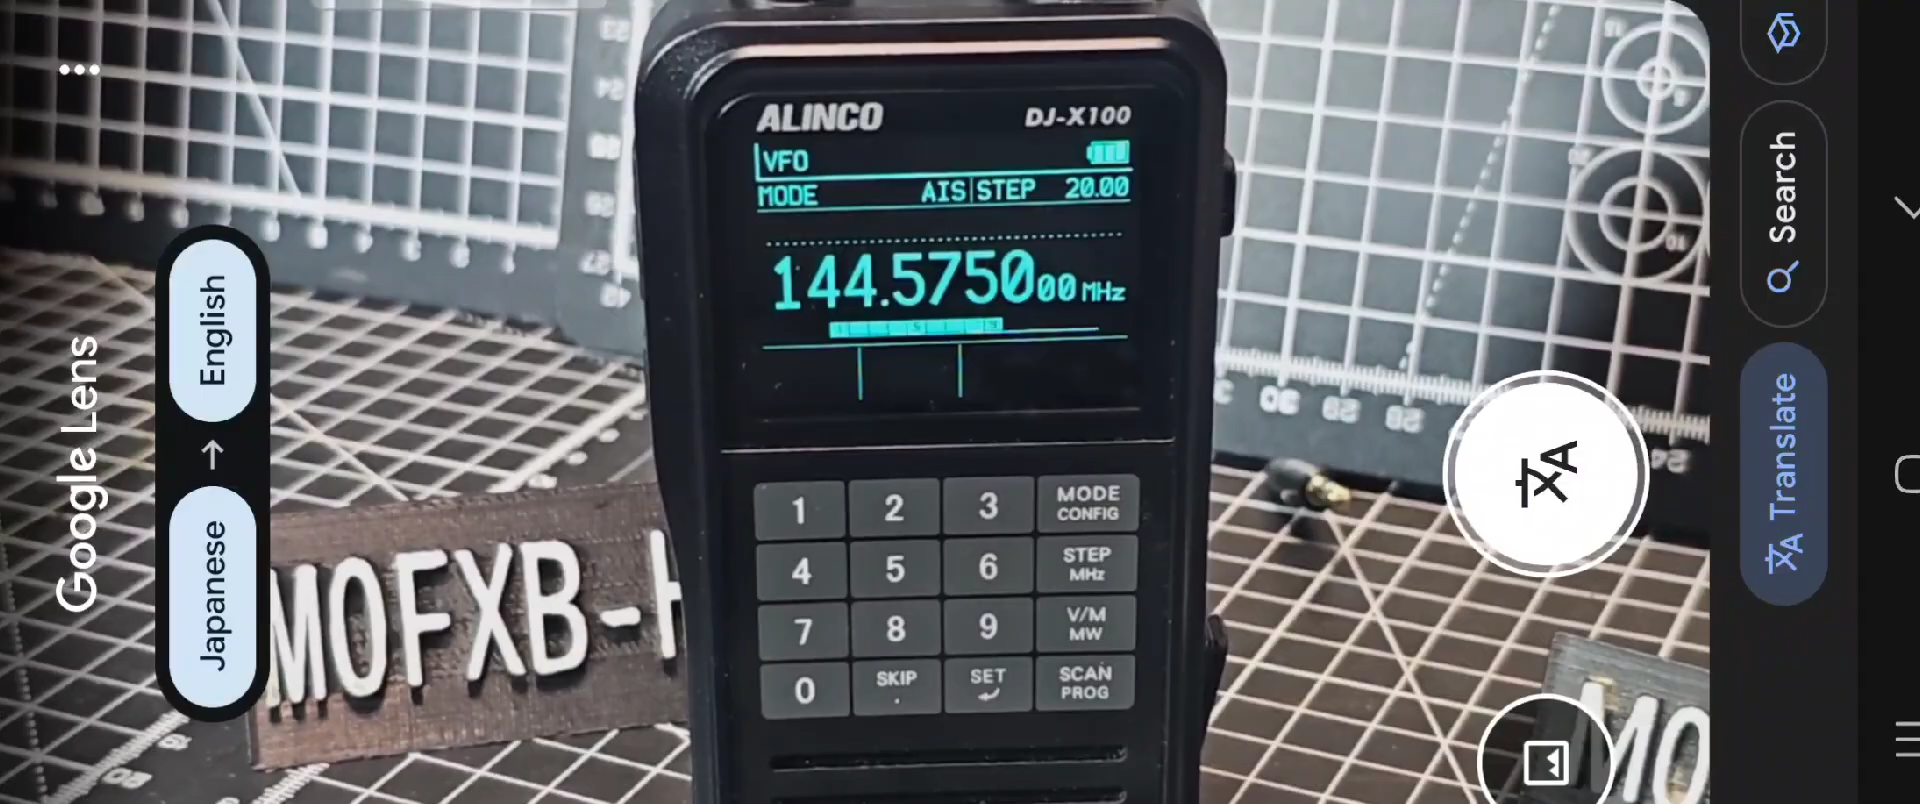 Google Lens
Japanese → English
ALINCO DJ-X100
VFO
MODE AIS STEP 20.00
144.575000 MHz
1 2 3 MODE CONFIG
4 5 6 STEP MHz
7 8 9 V/M MW
0 SKIP . SET SCAN PROG
M0FXB-H
M0
Translate
Search